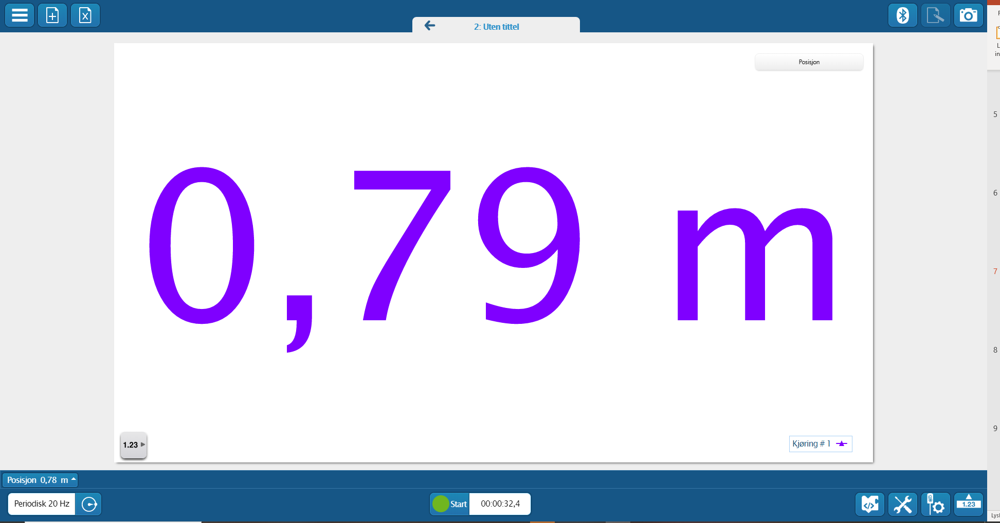 2: Uten tittel
Posisjon
0,79 m
1.23
Kjøring # 1
Posisjon 0,78 m
Periodisk 20 Hz
Start
00:00:32,4
1.23
5
6
7
8
9